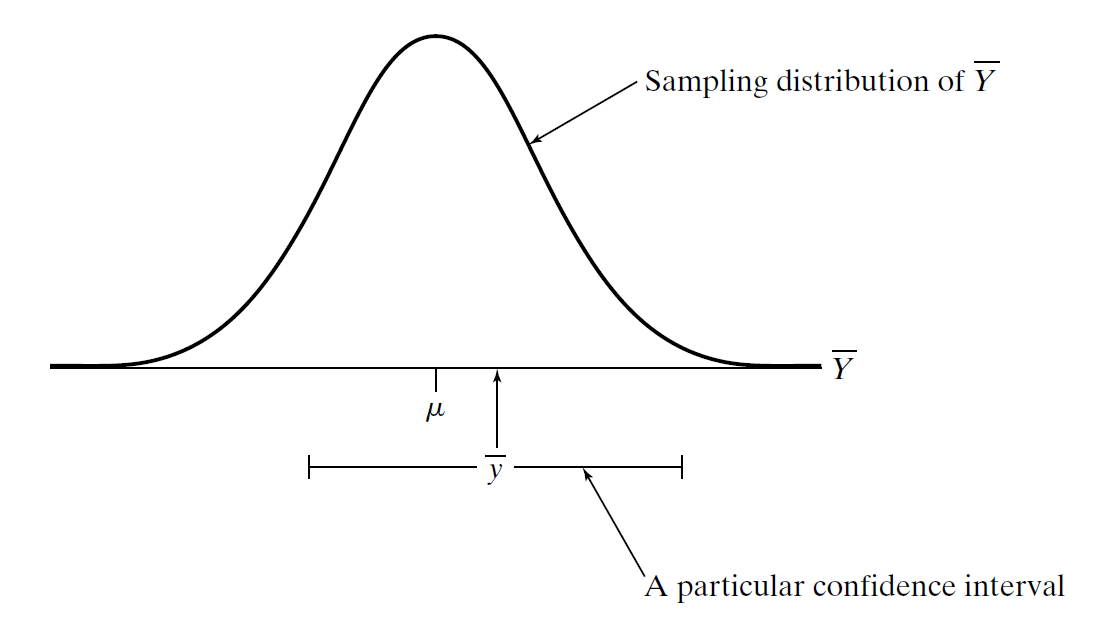 Sampling distribution of Y̅
Y̅
μ
y̅
A particular confidence interval